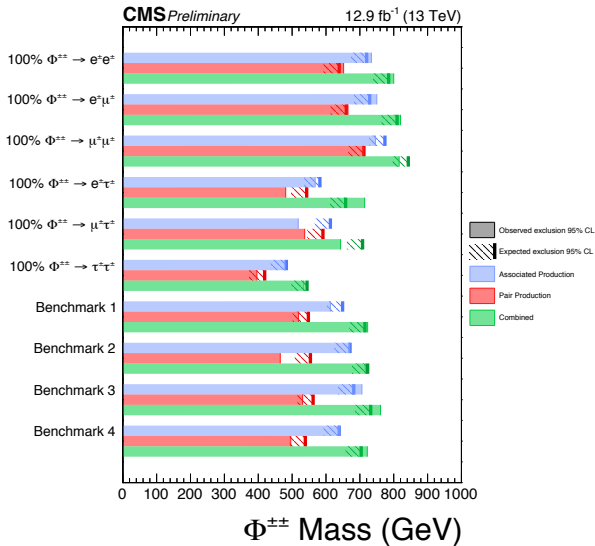 CMS Preliminary 12.9 fb⁻¹ (13 TeV)
100% Φ±± → e±e±
100% Φ±± → e±μ±
100% Φ±± → μ±μ±
100% Φ±± → e±τ±
100% Φ±± → μ±τ±
100% Φ±± → τ±τ±
Benchmark 1
Benchmark 2
Benchmark 3
Benchmark 4
Observed exclusion 95% CL
Expected exclusion 95% CL
Associated Production
Pair Production
Combined
0 100 200 300 400 500 600 700 800 900 1000
Φ±± Mass (GeV)